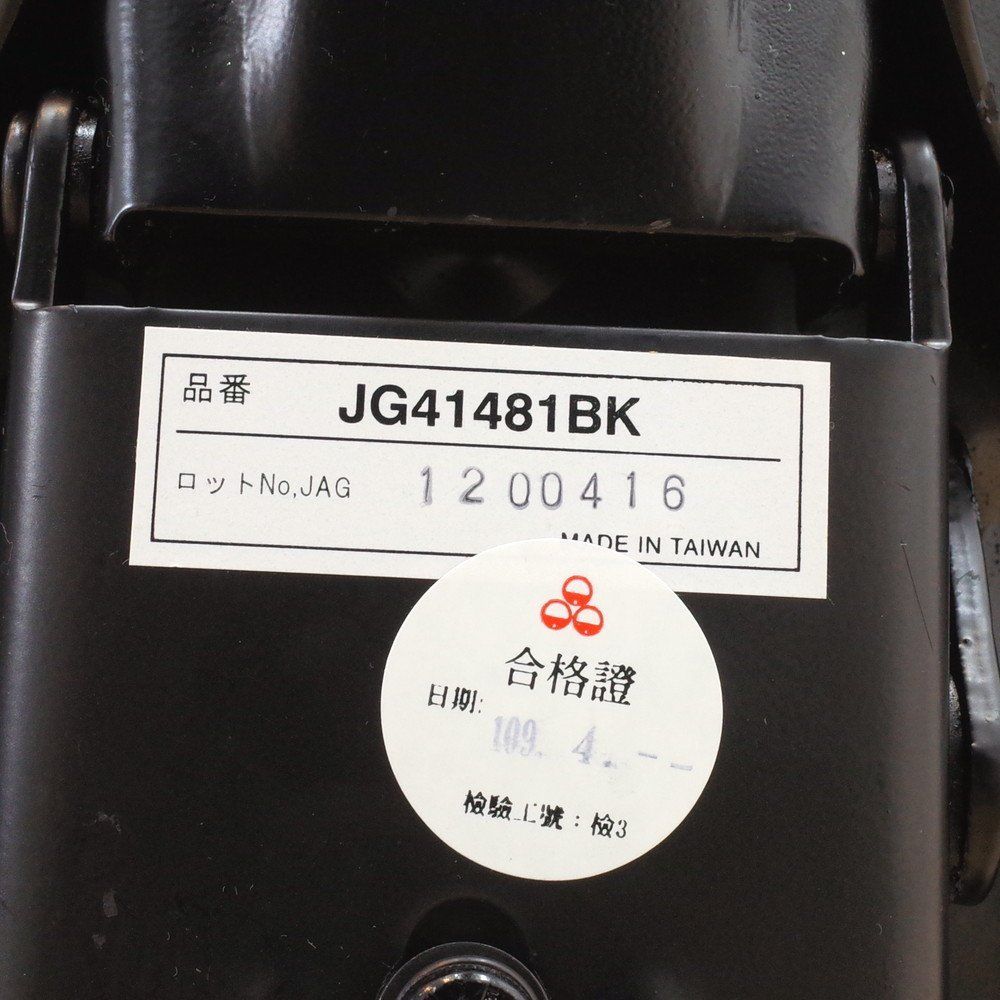 品番 JG41481BK
ロットNo,JAG 1200416
MADE IN TAIWAN
合格證
日期:
109. 4. --
檢驗工號：檢3